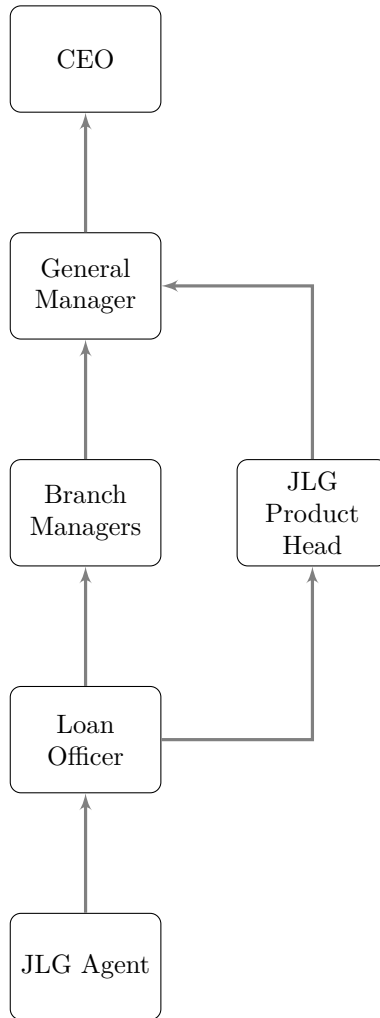 CEO
General
Manager
Branch
Managers
JLG
Product
Head
Loan
Officer
JLG Agent